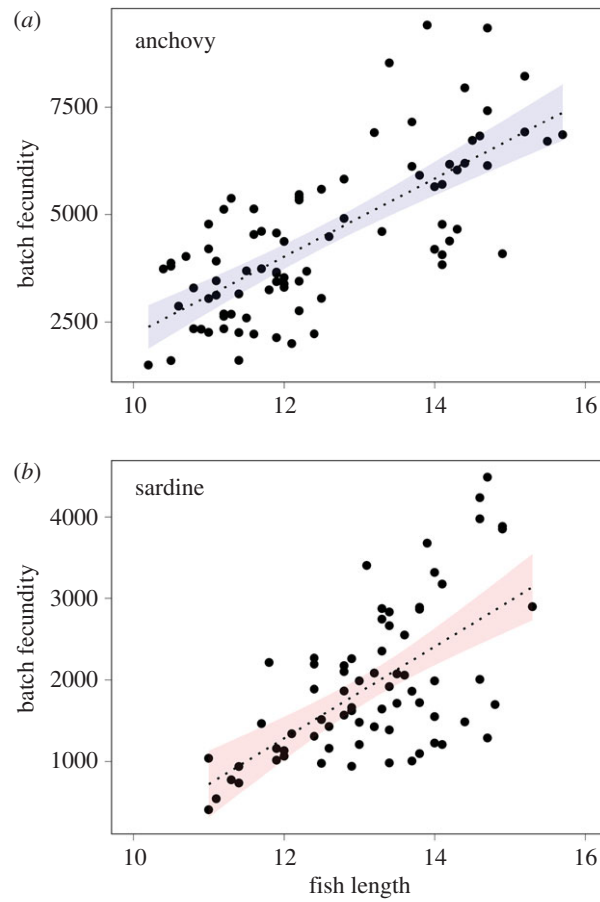 (a)
anchovy
7500
5000
2500
batch fecundity
10 12 14 16
(b)
sardine
4000
3000
2000
1000
batch fecundity
10 12 14 16
fish length